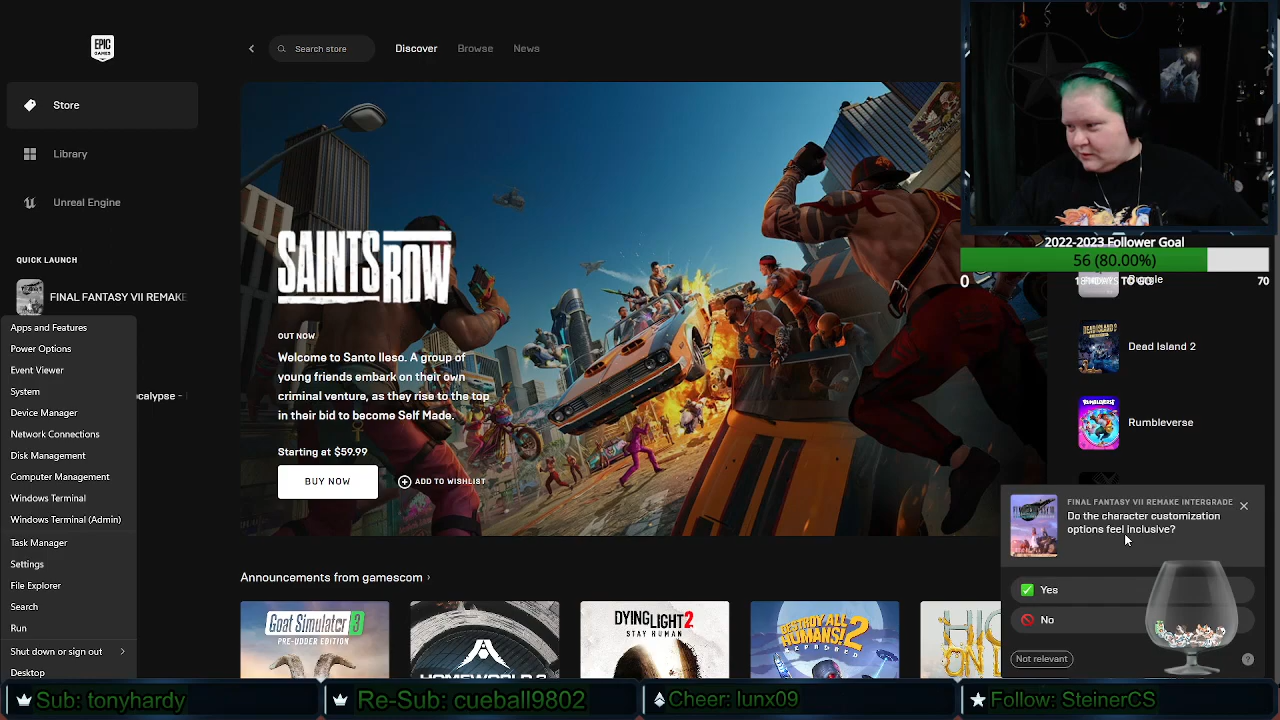 EPIC
GAMES
Search store
Discover
Browse
News
Store
Library
Unreal Engine
QUICK LAUNCH
FINAL FANTASY VII REMAKE
Apps and Features
Power Options
Event Viewer
System
Device Manager
Network Connections
Disk Management
Computer Management
Windows Terminal
Windows Terminal (Admin)
Task Manager
Settings
File Explorer
Search
Run
Shut down or sign out
Desktop
SAINTS ROW
OUT NOW
Welcome to Santo Ileso. A group of
young friends embark on their own
criminal venture, as they rise to the top
in their bid to become Self Made.
Starting at $59.99
BUY NOW
ADD TO WISHLIST
Announcements from gamescom
Goat Simulator 3
PRE-UDDER EDITION
HOMEWORLD
DYING LIGHT 2
STAY HUMAN
DESTROY ALL
HUMANS! 2
REPROBED
2022-2023 Follower Goal
56 (80.00%)
0
70
Dead Island 2
RUMBLEVERSE
Rumbleverse
FINAL FANTASY VII REMAKE INTERGRADE
Do the character customization
options feel inclusive?
Yes
No
Not relevant
?
Sub: tonyhardy
Re-Sub: cueball9802
Cheer: lunx09
Follow: SteinerCS